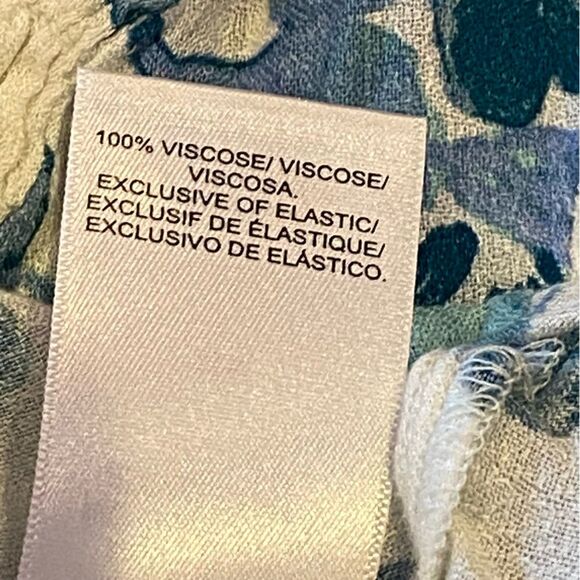 100% VISCOSE/ VISCOSE/
VISCOSA.
EXCLUSIVE OF ELASTIC/
EXCLUSIF DE ÉLASTIQUE/
EXCLUSIVO DE ELÁSTICO.